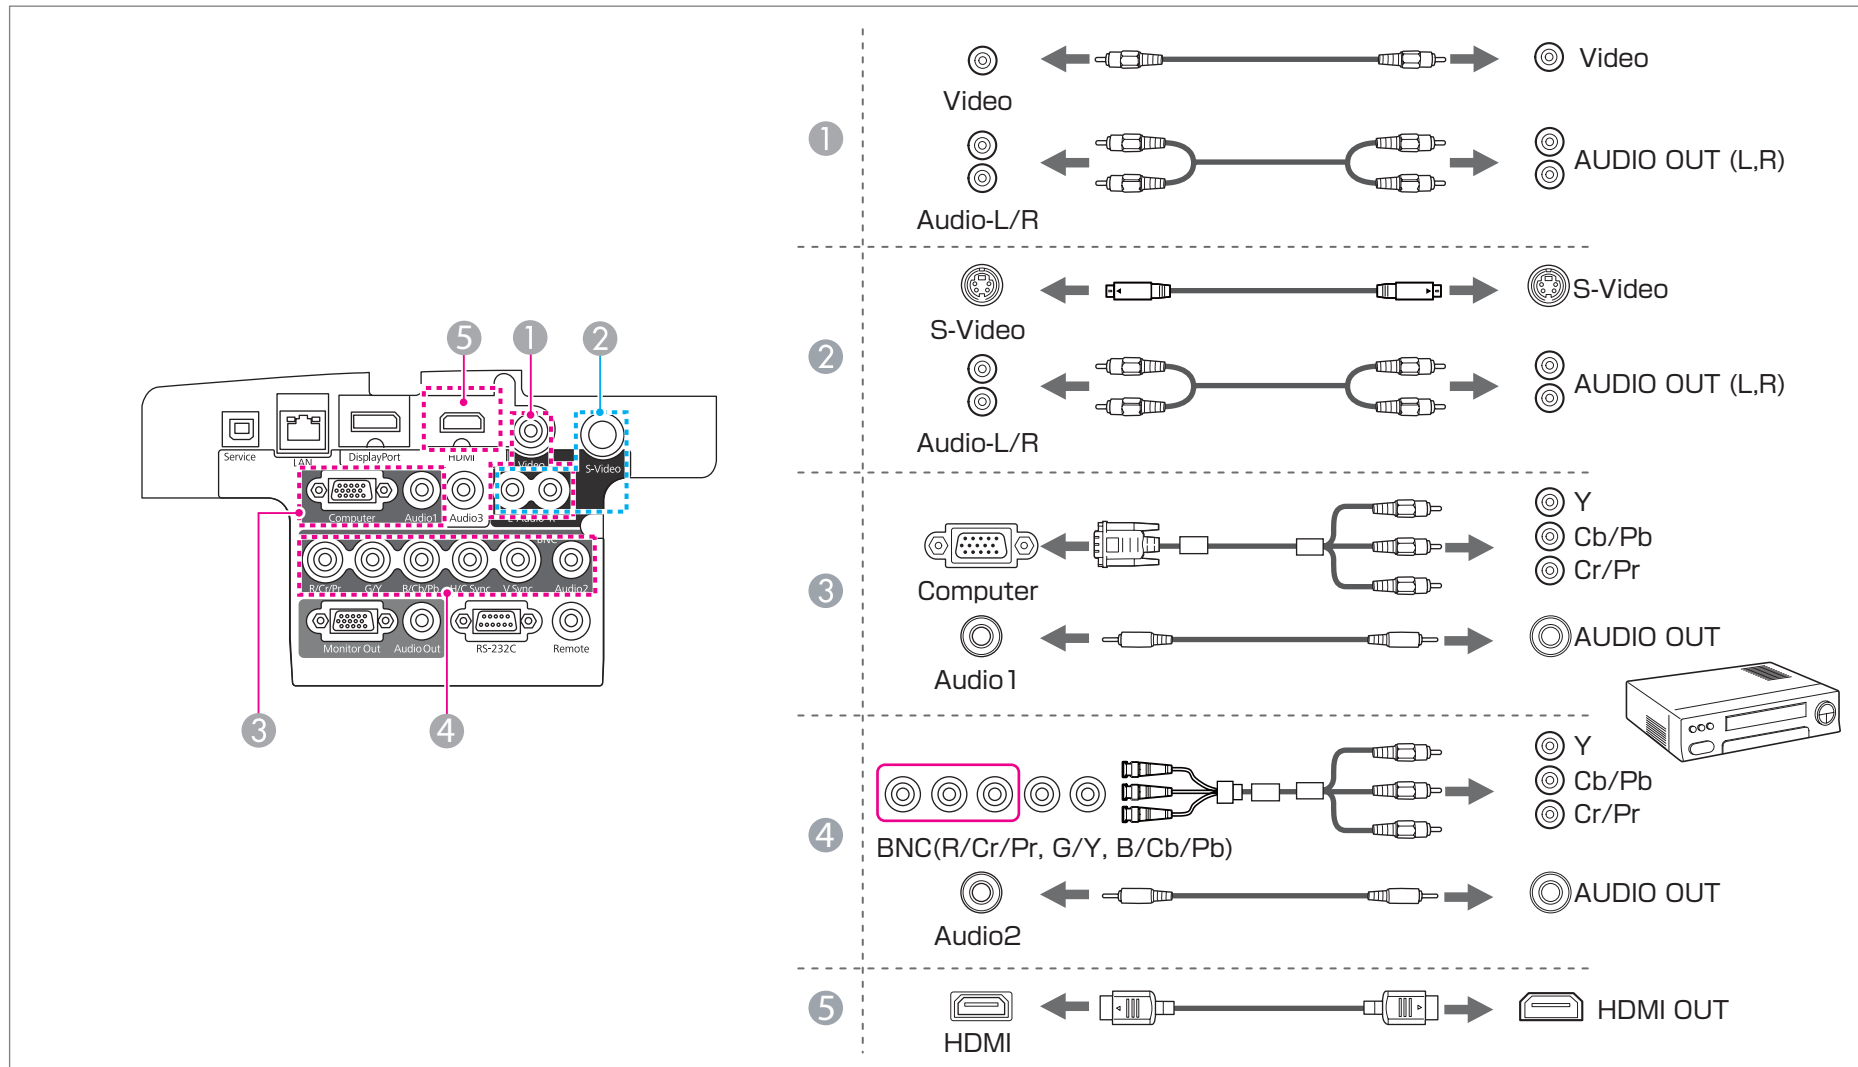 5 1 2
Service LAN DisplayPort HDMI Video S-Video
Computer Audio1 Audio3
BNC
R/Cr/Pr G/Y B/Cb/Pb H/C Sync V Sync Audio2
Monitor Out Audio Out RS-232C Remote
3 4
1
Video
Video
Audio-L/R
AUDIO OUT (L,R)
2
S-Video
S-Video
Audio-L/R
AUDIO OUT (L,R)
3
Computer
Y
Cb/Pb
Cr/Pr
Audio1
AUDIO OUT
4
BNC(R/Cr/Pr, G/Y, B/Cb/Pb)
Y
Cb/Pb
Cr/Pr
Audio2
AUDIO OUT
5
HDMI
HDMI OUT